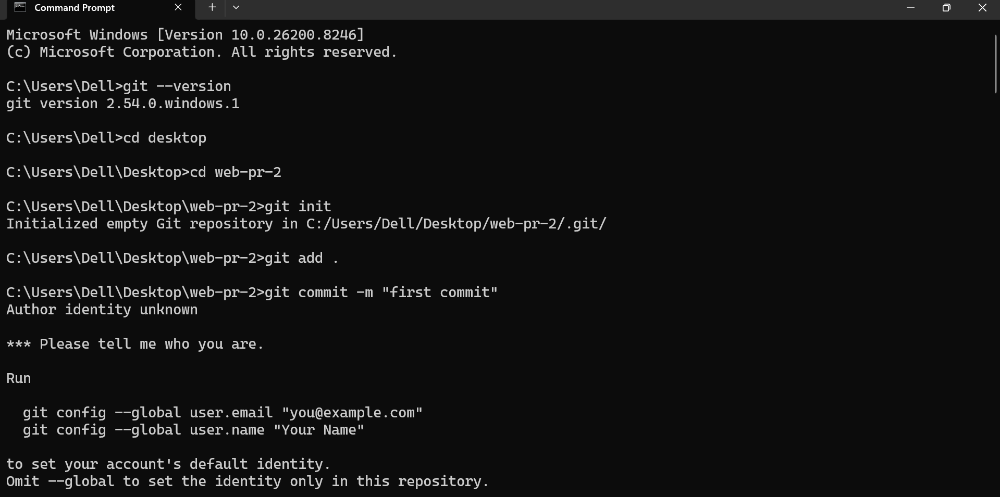 Command Prompt
Microsoft Windows [Version 10.0.26200.8246]
(c) Microsoft Corporation. All rights reserved.
C:\Users\Dell>git --version
git version 2.54.0.windows.1
C:\Users\Dell>cd desktop
C:\Users\Dell\Desktop>cd web-pr-2
C:\Users\Dell\Desktop\web-pr-2>git init
Initialized empty Git repository in C:/Users/Dell/Desktop/web-pr-2/.git/
C:\Users\Dell\Desktop\web-pr-2>git add .
C:\Users\Dell\Desktop\web-pr-2>git commit -m "first commit"
Author identity unknown
*** Please tell me who you are.
Run
  git config --global user.email "you@example.com"
  git config --global user.name "Your Name"
to set your account's default identity.
Omit --global to set the identity only in this repository.